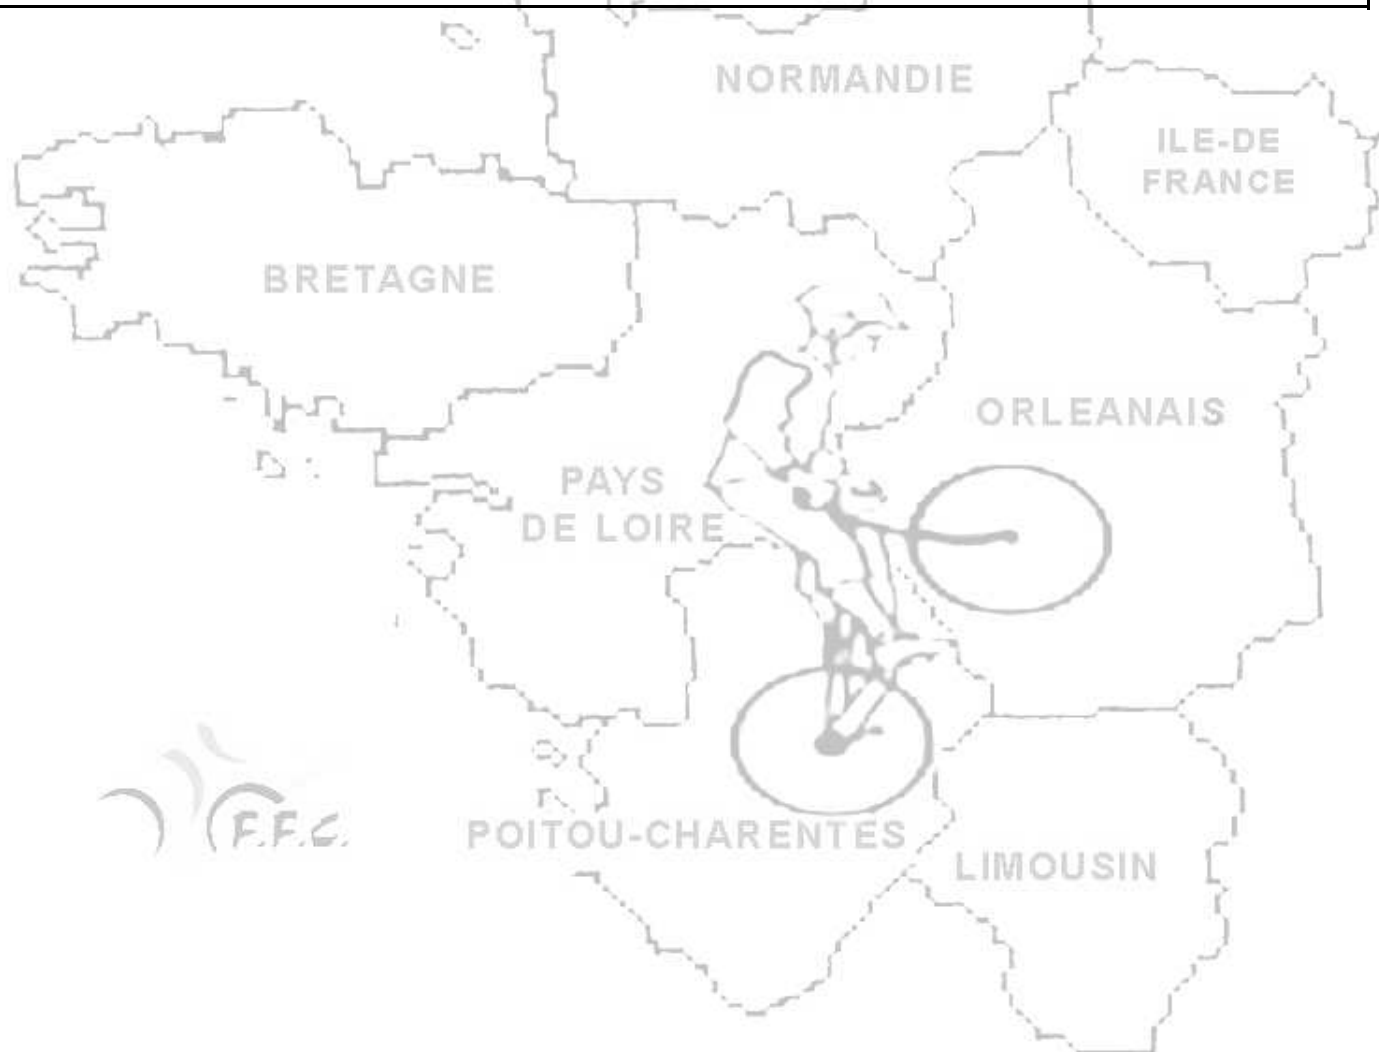 NORMANDIE
ILE-DE
FRANCE
BRETAGNE
ORLEANAIS
PAYS
DE LOIRE
F.F.C.
POITOU-CHARENTES
LIMOUSIN